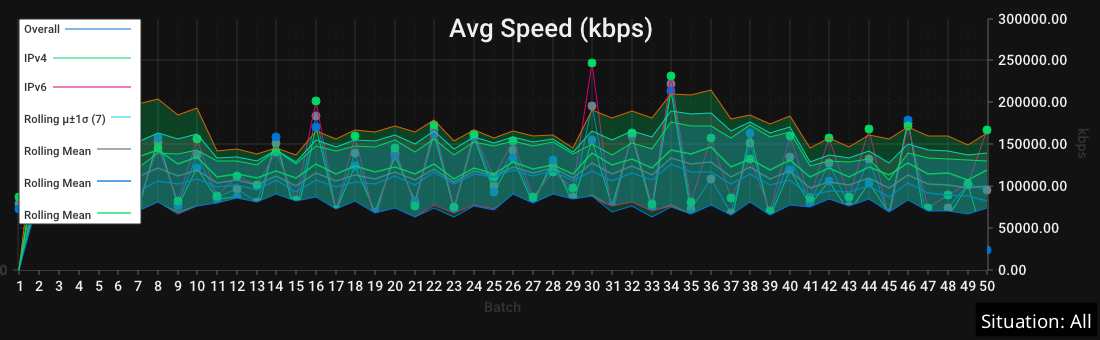 Avg Speed (kbps)
Overall
IPv4
IPv6
Rolling μ±1σ (7)
Rolling Mean
Rolling Mean
Rolling Mean
300000.00
250000.00
200000.00
150000.00
100000.00
50000.00
0.00
kbps
0
1 2 3 4 5 6 7 8 9 10 11 12 13 14 15 16 17 18 19 20 21 22 23 24 25 26 27 28 29 30 31 32 33 34 35 36 37 38 39 40 41 42 43 44 45 46 47 48 49 50
Batch
Situation: All